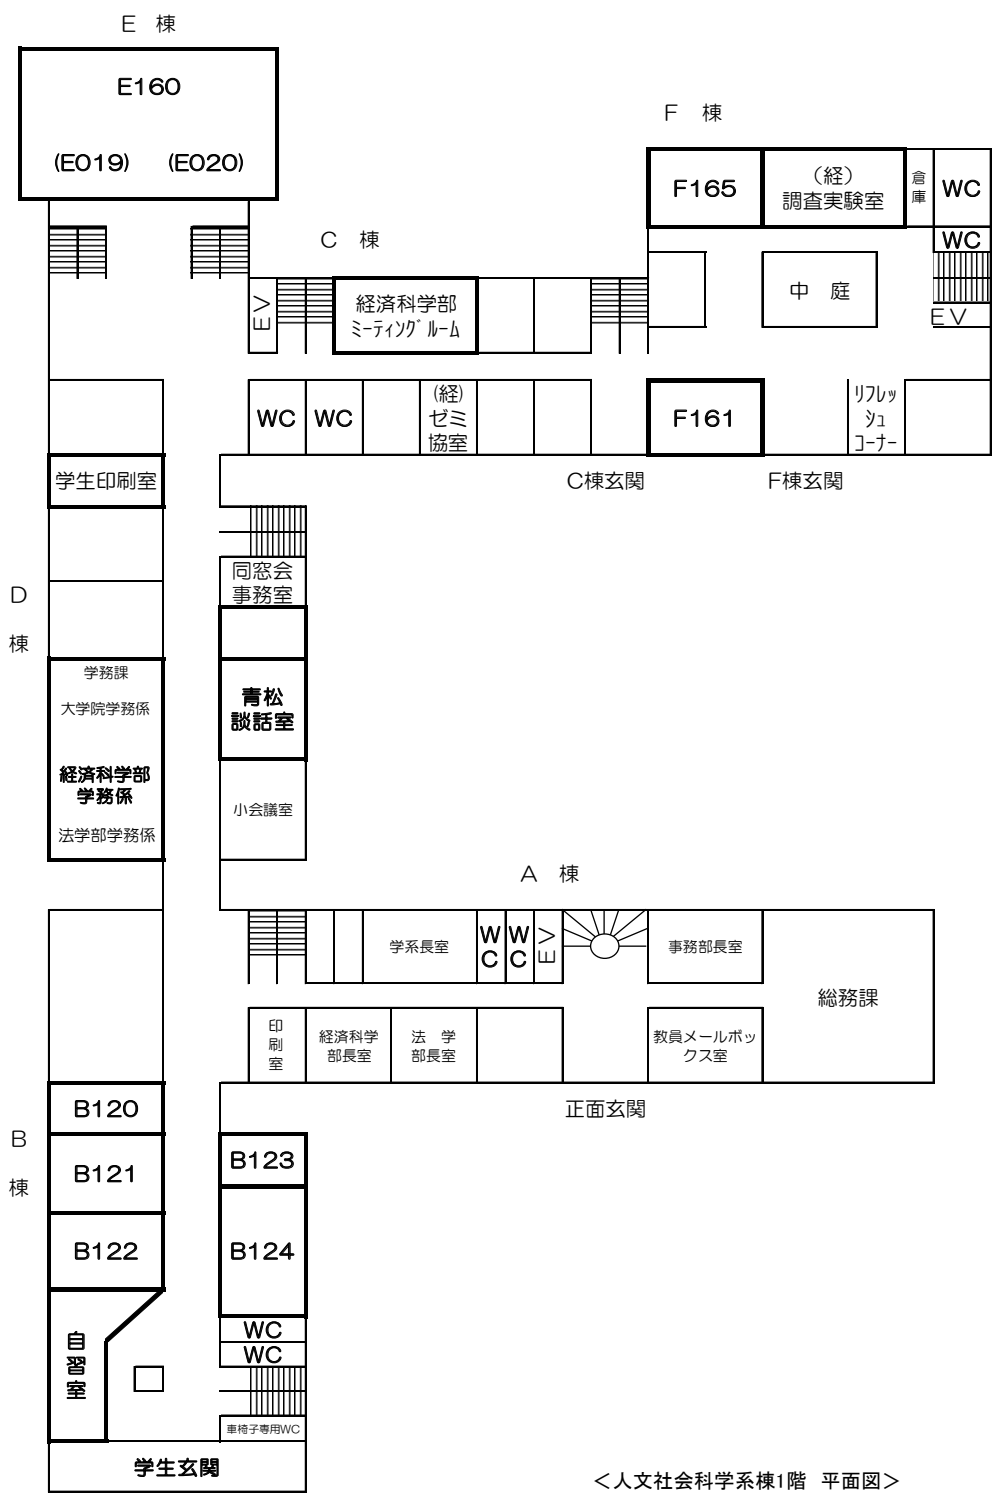 E 棟
E160
(E019) (E020)
F 棟
F165
（経）
調査実験室
倉
庫
WC
WC
C 棟
EV
経済科学部
ﾐｰﾃｨﾝｸﾞﾙｰﾑ
中 庭
EV
WC
WC
(経)
ゼミ
協室
F161
ﾘﾌﾚｯ
ｼｭ
ｺｰﾅｰ
学生印刷室
C棟玄関
F棟玄関
同窓会
事務室
D
棟
学務課
大学院学務係
経済科学部
学務係
法学部学務係
青松
談話室
小会議室
A 棟
学系長室
W
C
W
C
EV
事務部長室
総務課
印
刷
室
経済科学
部長室
法 学
部長室
教員メールボッ
クス室
正面玄関
B
棟
B120
B121
B122
B123
B124
自
習
室
WC
WC
車椅子専用WC
学生玄関
＜人文社会科学系棟1階 平面図＞